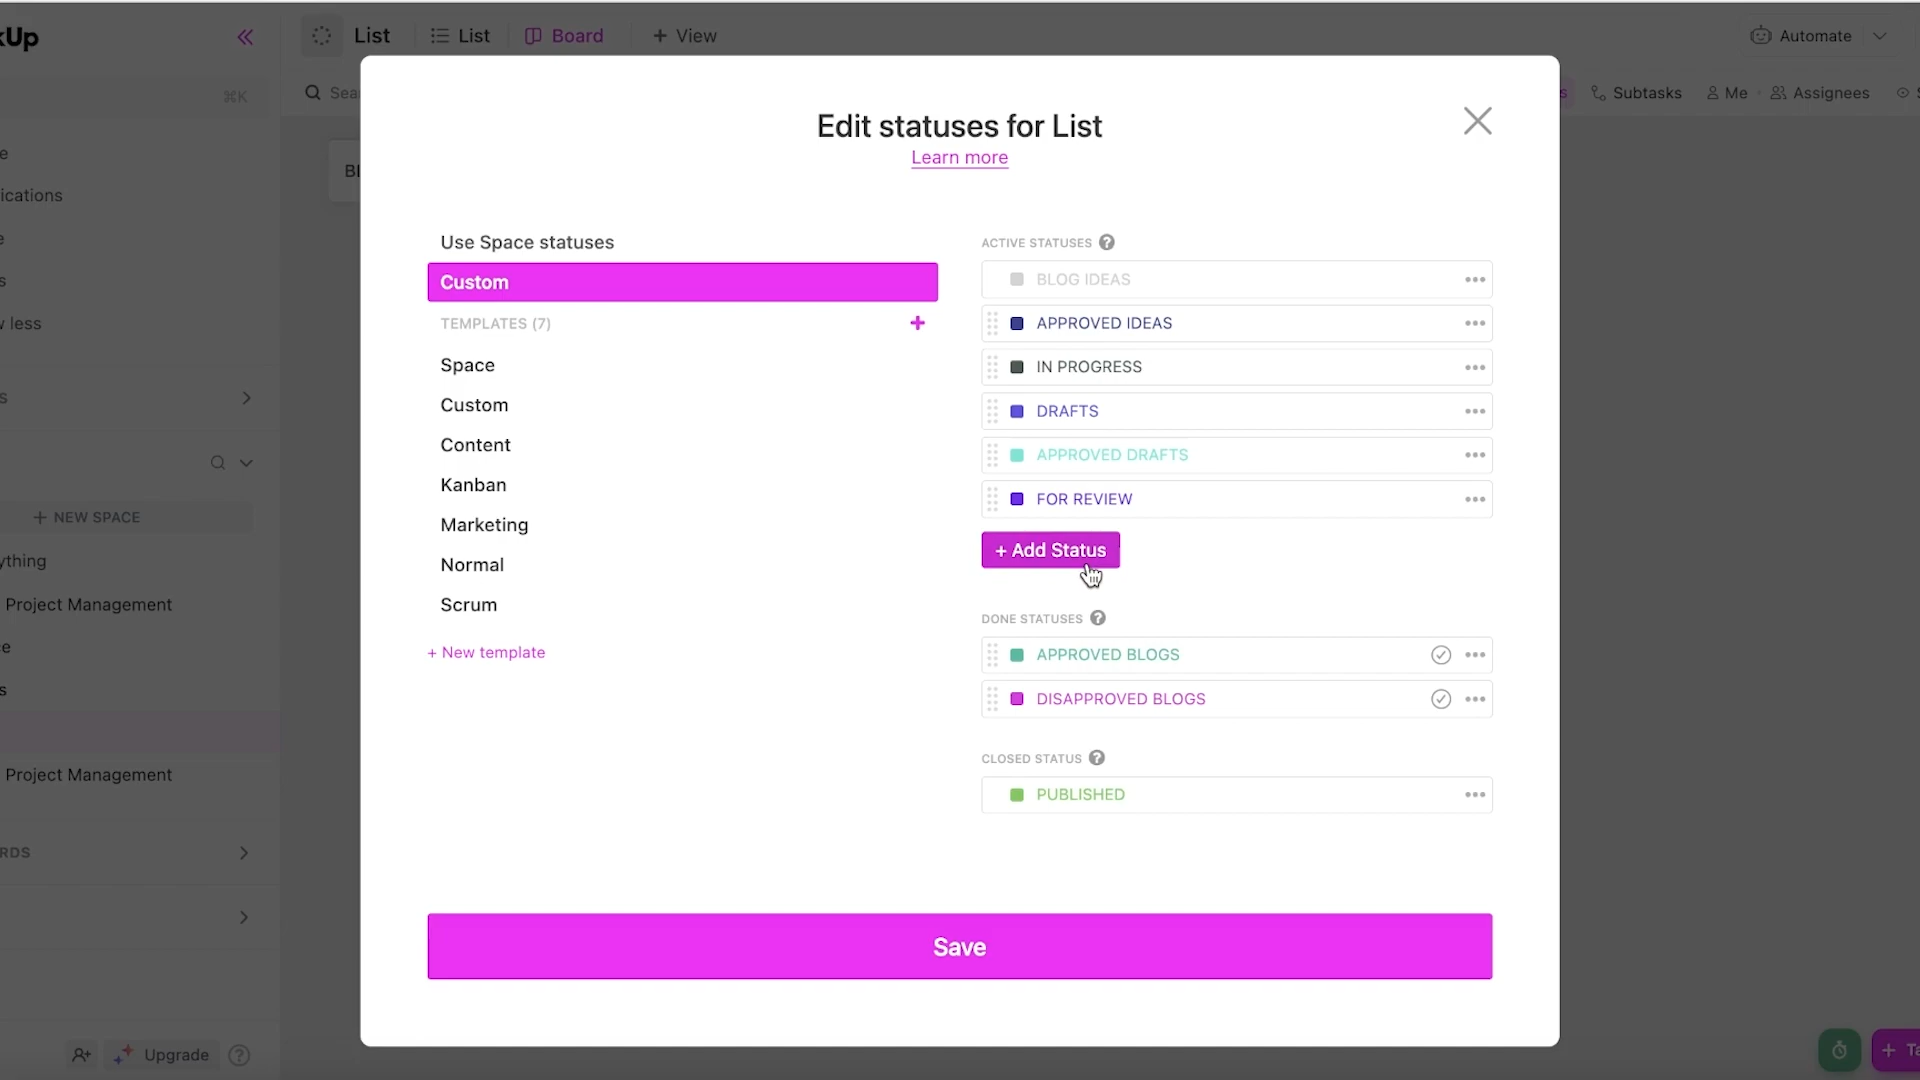 kUp
List
List
Board
+ View
Automate
⌘K
Subtasks
Me
Assignees
Edit statuses for List
Learn more
ications
less
Use Space statuses
Custom
TEMPLATES (7)
+
Space
Custom
Content
Kanban
Marketing
Normal
Scrum
+ New template
ACTIVE STATUSES
BLOG IDEAS
APPROVED IDEAS
IN PROGRESS
DRAFTS
APPROVED DRAFTS
FOR REVIEW
+ Add Status
DONE STATUSES
APPROVED BLOGS
DISAPPROVED BLOGS
CLOSED STATUS
PUBLISHED
Save
+ NEW SPACE
ything
Project Management
Project Management
RDS
Upgrade